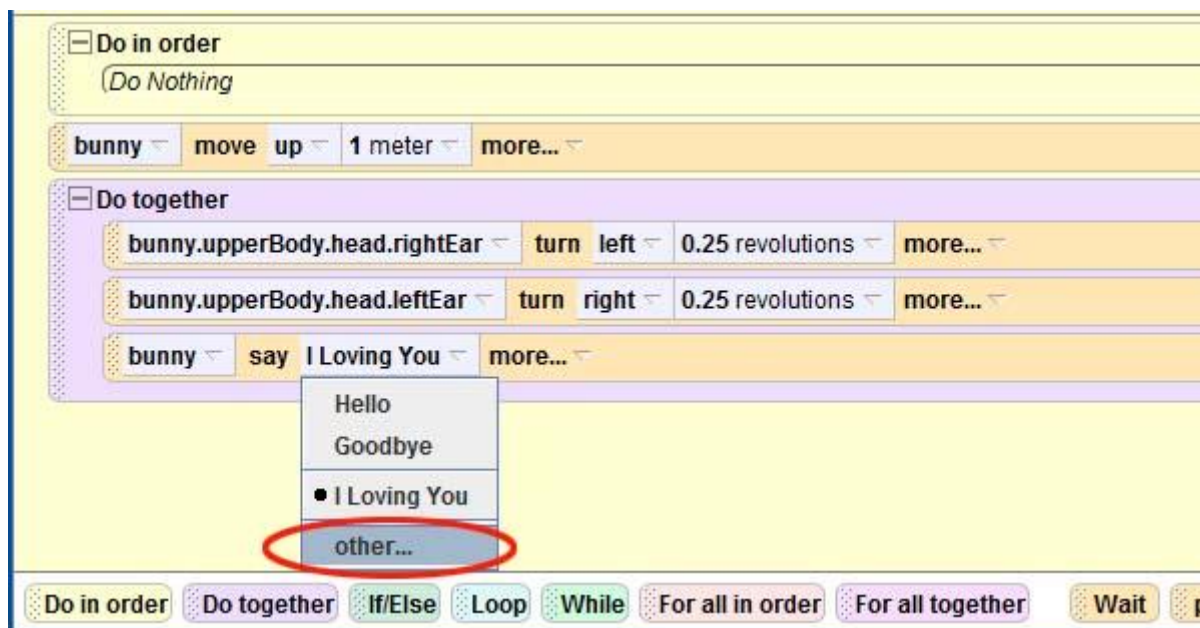 Do in order
(Do Nothing
bunny move up 1 meter more...
Do together
bunny.upperBody.head.rightEar turn left 0.25 revolutions more...
bunny.upperBody.head.leftEar turn right 0.25 revolutions more...
bunny say I Loving You more...
Hello
Goodbye
I Loving You
other...
Do in order Do together If/Else Loop While For all in order For all together Wait